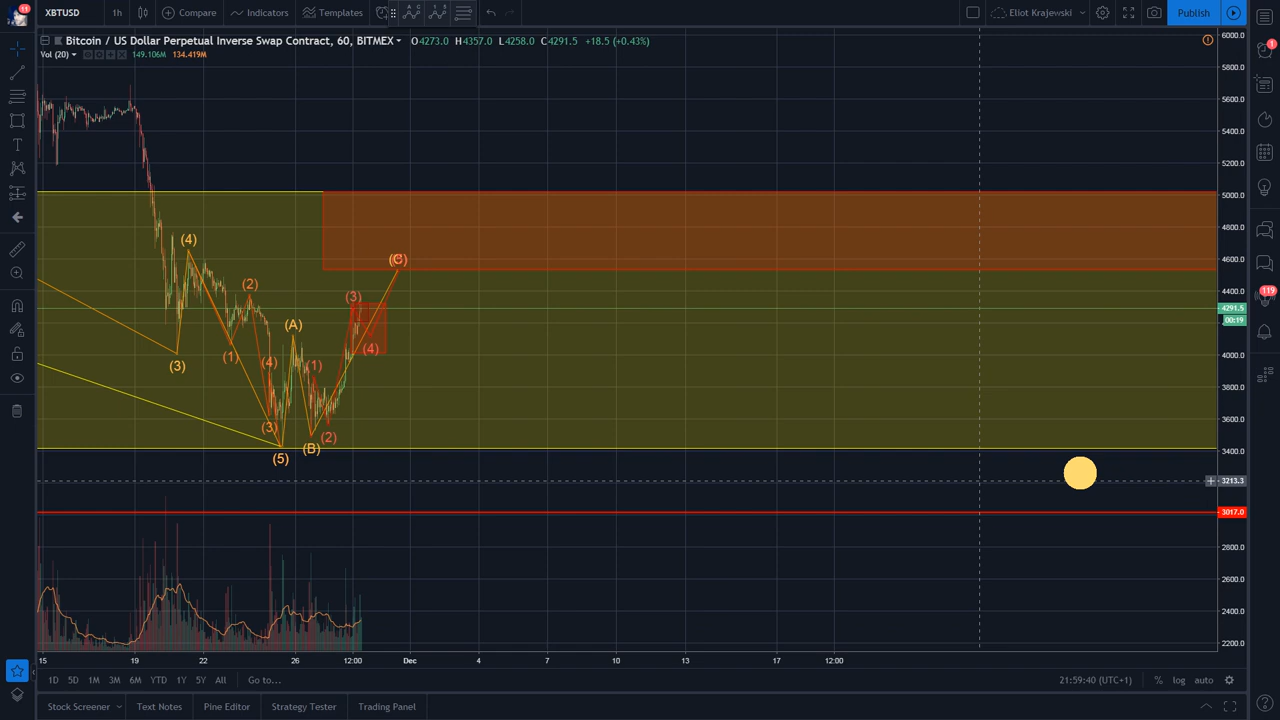 11
XBTUSD
1h
Compare
Indicators
Templates
Eliot Krajewski
Publish
Bitcoin / US Dollar Perpetual Inverse Swap Contract, 60, BITMEX
O4273.0 H4357.0 L4258.0 C4291.5 +18.5 (+0.43%)
Vol (20)
149.106M 134.419M
6000.0
5800.0
5600.0
5400.0
5200.0
5000.0
4800.0
4600.0
4400.0
4291.5
00:19
4000.0
3800.0
3600.0
3400.0
3213.3
3017.0
2800.0
2600.0
2400.0
2200.0
(4)
(C)
(2)
(3)
(A)
(4)
(1)
(4)
(3)
(1)
(3)
(2)
(B)
(5)
1
119
15 19 22 26 12:00 Dec 4 7 10 13 17 12:00
1D 5D 1M 3M 6M YTD 1Y 5Y All Go to...
21:59:40 (UTC+1)
% log auto
Stock Screener Text Notes Pine Editor Strategy Tester Trading Panel